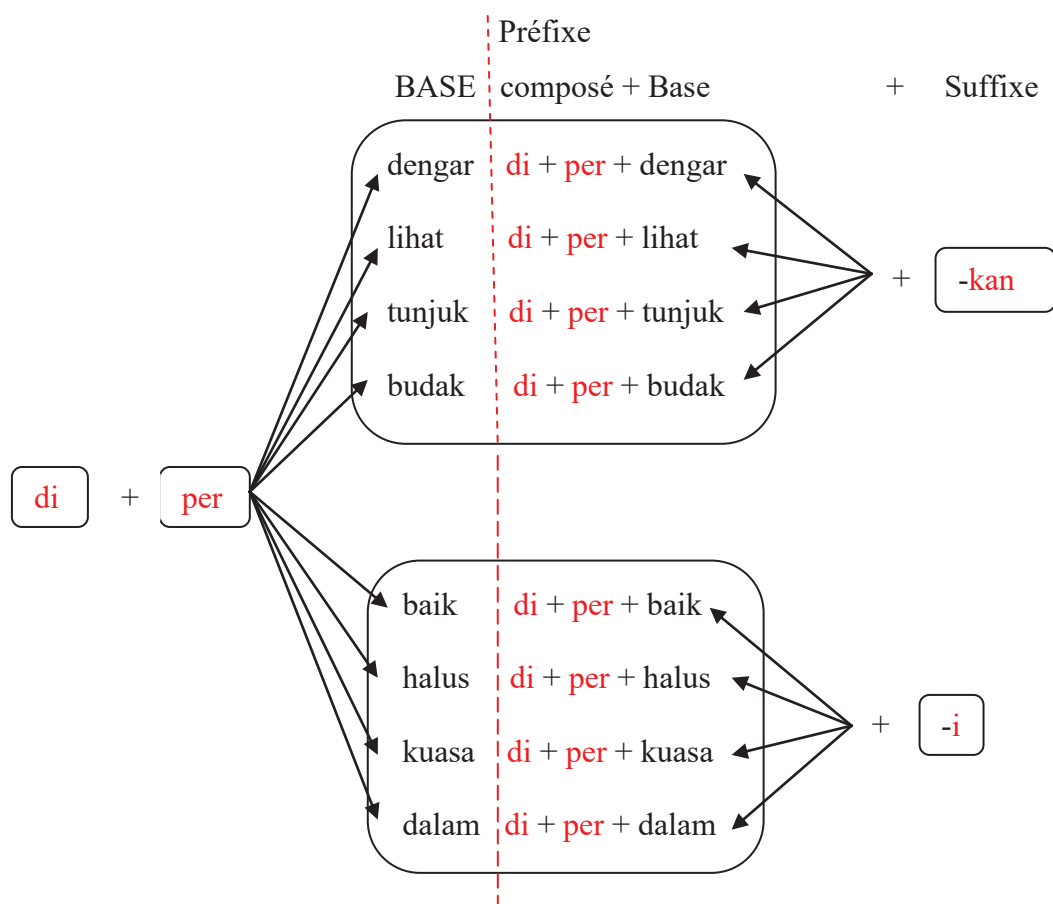 Préfixe
BASE composé + Base + Suffixe
dengar di + per + dengar
lihat di + per + lihat
+ -kan
tunjuk di + per + tunjuk
budak di + per + budak
di + per
baik di + per + baik
halus di + per + halus
+ -i
kuasa di + per + kuasa
dalam di + per + dalam